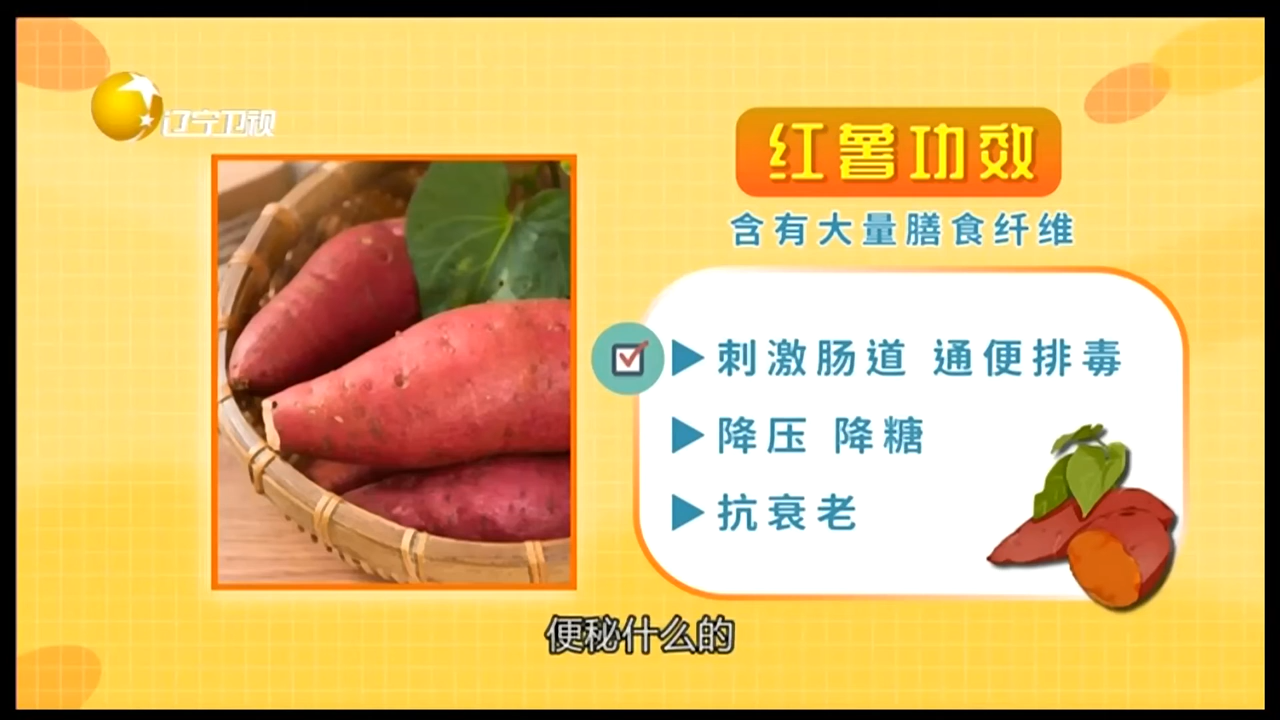 辽宁卫视
红薯功效
含有大量膳食纤维
刺激肠道 通便排毒
降压 降糖
抗衰老
便秘什么的